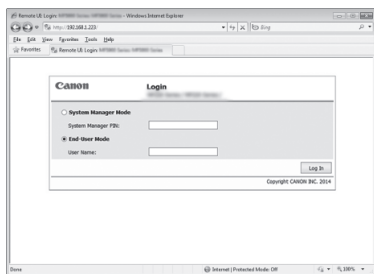 Remote UI: Login: - Windows Internet Explorer
http://192.168.1.223/
Bing
File Edit View Favorites Tools Help
Favorites Remote UI: Login:
Canon Login
System Manager Mode
System Manager PIN:
End-User Mode
User Name:
Log In
Copyright CANON INC. 2014
Done Internet | Protected Mode: Off 100%